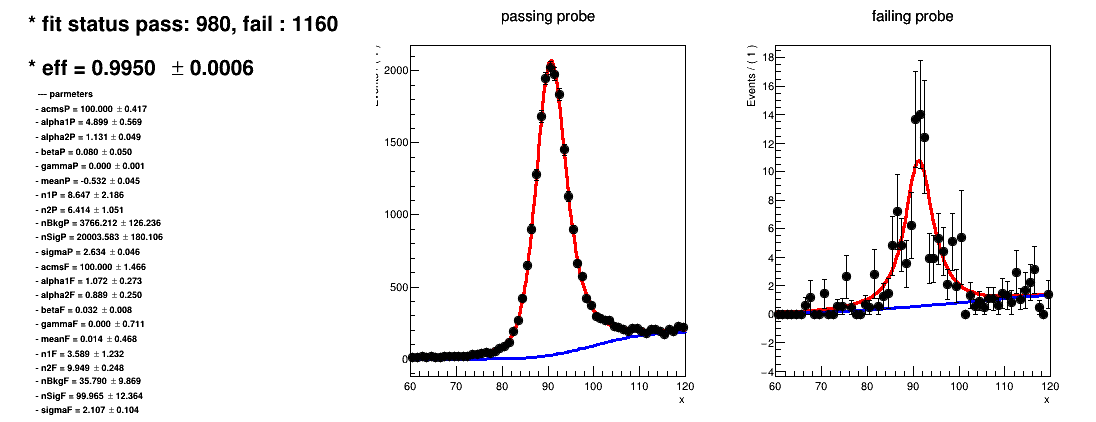 * fit status pass: 980, fail : 1160
* eff = 0.9950 ± 0.0006
--- parmeters
- acmsP = 100.000 ± 0.417
- alpha1P = 4.899 ± 0.569
- alpha2P = 1.131 ± 0.049
- betaP = 0.080 ± 0.050
- gammaP = 0.000 ± 0.001
- meanP = -0.532 ± 0.045
- n1P = 8.647 ± 2.186
- n2P = 6.414 ± 1.051
- nBkgP = 3766.212 ± 126.236
- nSigP = 20003.583 ± 180.106
- sigmaP = 2.634 ± 0.046
- acmsF = 100.000 ± 1.466
- alpha1F = 1.072 ± 0.273
- alpha2F = 0.889 ± 0.250
- betaF = 0.032 ± 0.008
- gammaF = 0.000 ± 0.711
- meanF = 0.014 ± 0.468
- n1F = 3.589 ± 1.232
- n2F = 9.949 ± 0.248
- nBkgF = 35.790 ± 9.869
- nSigF = 99.965 ± 12.364
- sigmaF = 2.107 ± 0.104
passing probe
2000
1500
1000
500
0
60 70 80 90 100 110 120
x
failing probe
Events / ( 1 )
18
16
14
12
10
8
6
4
2
0
−2
−4
60 70 80 90 100 110 120
x